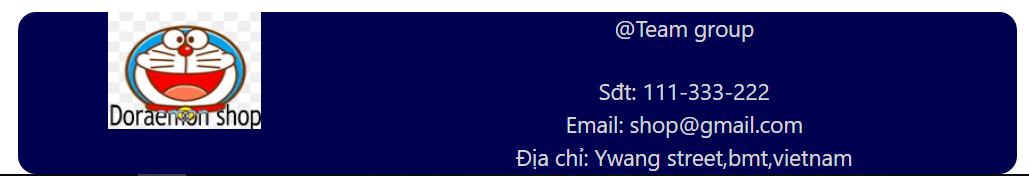 Doraemon shop
@Team group
Sđt: 111-333-222
Email: shop@gmail.com
Địa chỉ: Ywang street,bmt,vietnam